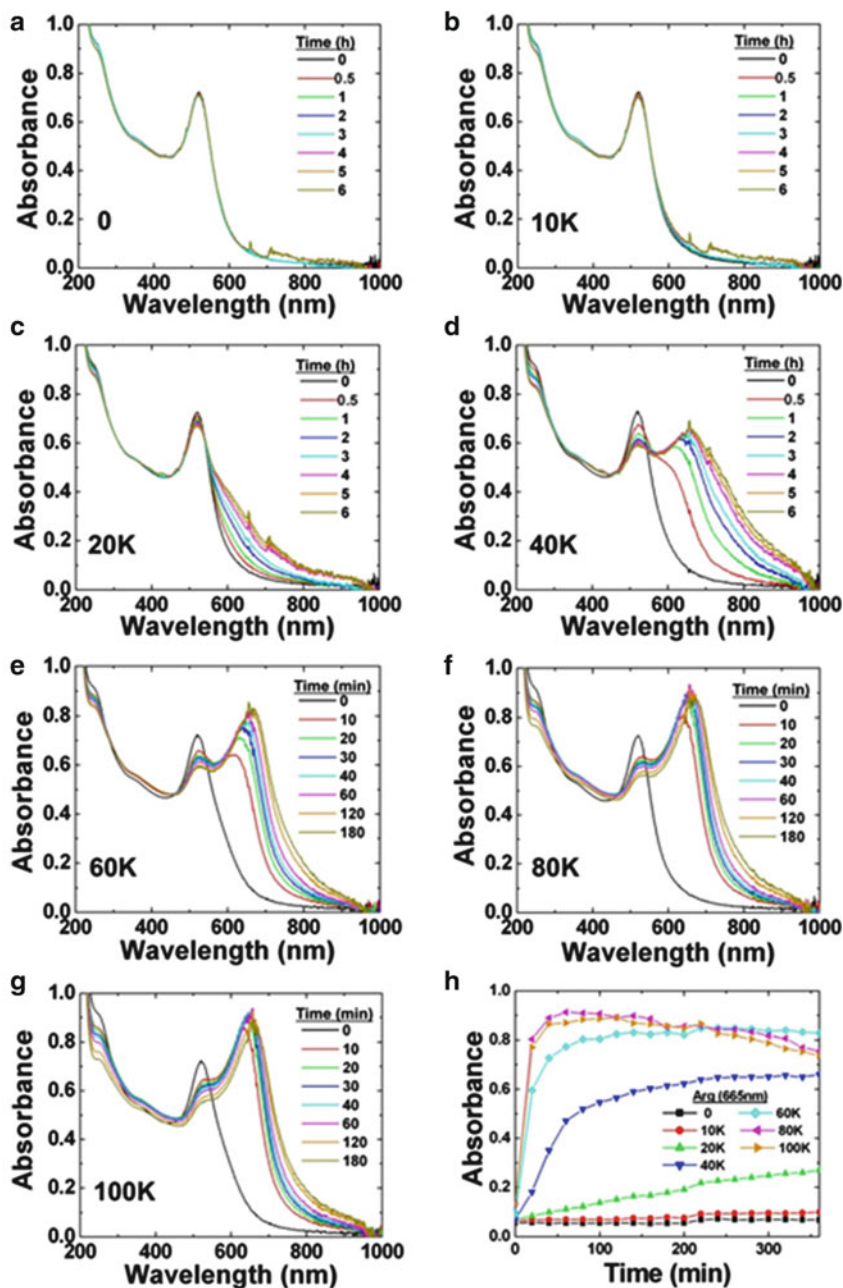 a
Absorbance
1.0
0.8
0.6
0.4
0.2
0.0
Time (h)
0
0.5
1
2
3
4
5
6
0
200 400 600 800 1000
Wavelength (nm)
b
Absorbance
1.0
0.8
0.6
0.4
0.2
0.0
Time (h)
0
0.5
1
2
3
4
5
6
10K
200 400 600 800 1000
Wavelength (nm)
c
Absorbance
1.0
0.8
0.6
0.4
0.2
0.0
Time (h)
0
0.5
1
2
3
4
5
6
20K
200 400 600 800 1000
Wavelength (nm)
d
Absorbance
1.0
0.8
0.6
0.4
0.2
0.0
Time (h)
0
0.5
1
2
3
4
5
6
40K
200 400 600 800 1000
Wavelength (nm)
e
Absorbance
1.0
0.8
0.6
0.4
0.2
0.0
Time (min)
0
10
20
30
40
60
120
180
60K
200 400 600 800 1000
Wavelength (nm)
f
Absorbance
1.0
0.8
0.6
0.4
0.2
0.0
Time (min)
0
10
20
30
40
60
120
180
80K
200 400 600 800 1000
Wavelength (nm)
g
Absorbance
1.0
0.8
0.6
0.4
0.2
0.0
Time (min)
0
10
20
30
40
60
120
180
100K
200 400 600 800 1000
Wavelength (nm)
h
Absorbance
1.0
0.8
0.6
0.4
0.2
0.0
Arg (665nm)
0 60K
10K 80K
20K 100K
40K
0 100 200 300
Time (min)